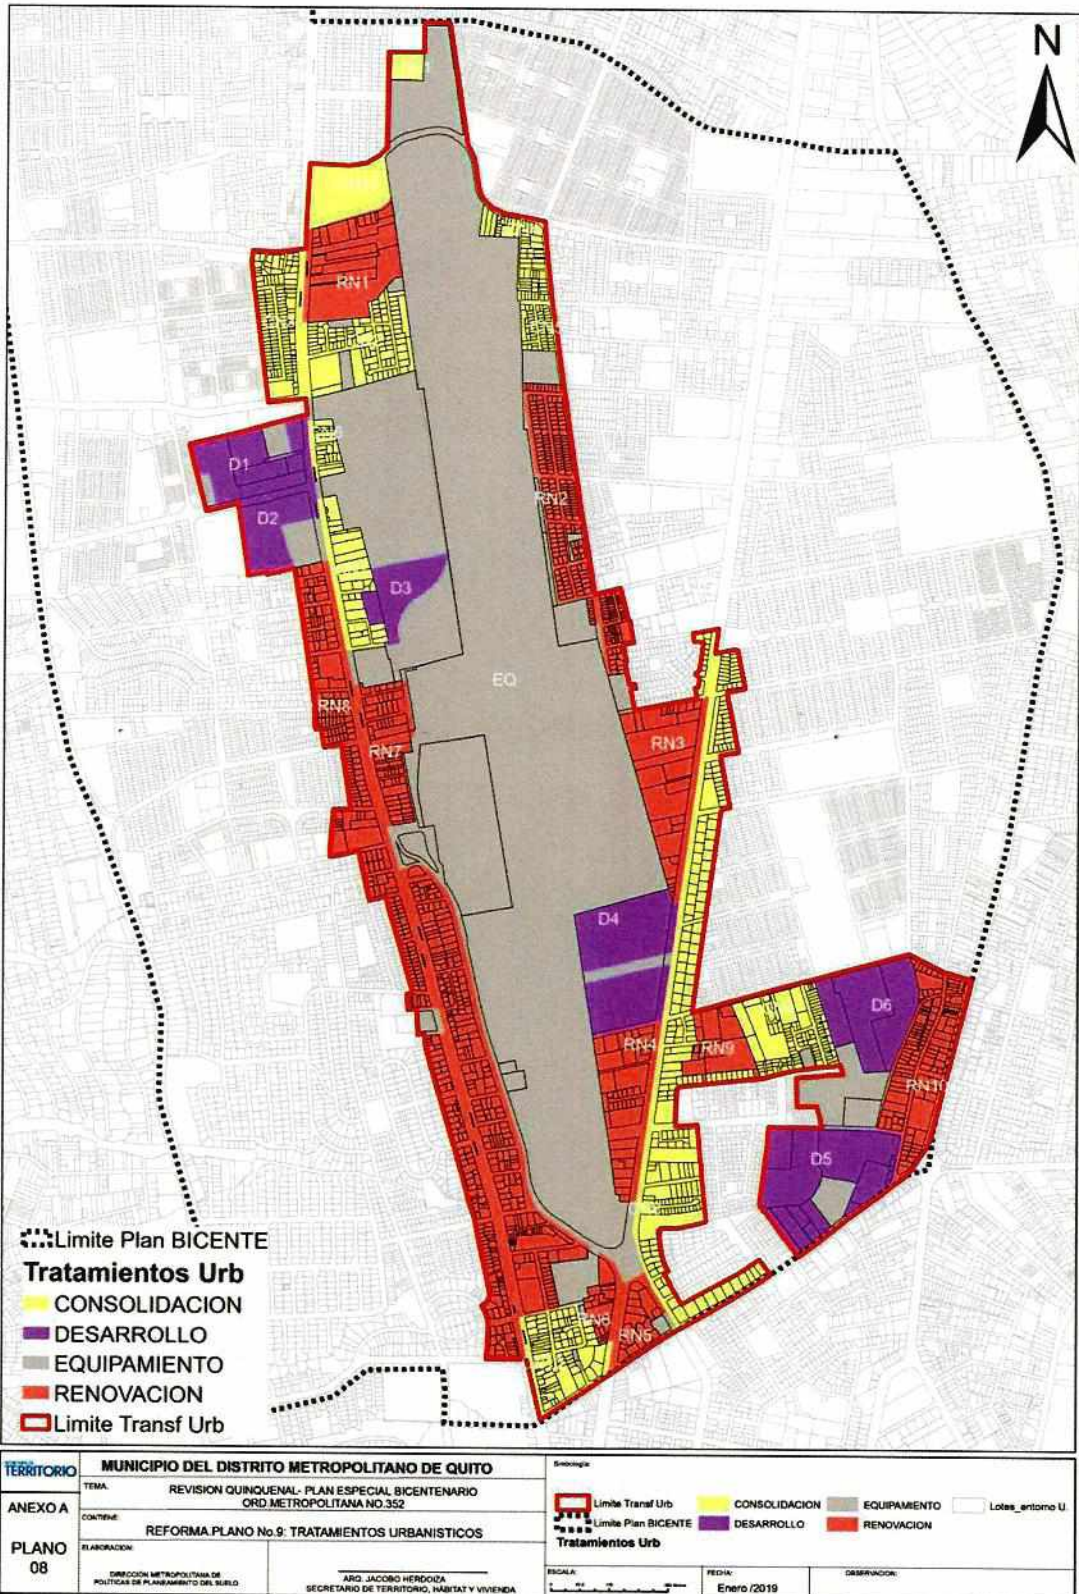 N
RN1
D1
D2
RN2
D3
EQ
RN8
RN7
RN3
D4
D6
RN4
RN9
RN10
D5
RN6
RN5
Limite Plan BICENTE
Tratamientos Urb
CONSOLIDACION
DESARROLLO
EQUIPAMIENTO
RENOVACION
Limite Transf Urb
TERRITORIO
MUNICIPIO DEL DISTRITO METROPOLITANO DE QUITO
ANEXO A
PLANO
08
TEMA.
REVISION QUINQUENAL- PLAN ESPECIAL BICENTENARIO
ORD.METROPOLITANA NO.352
CONTIENE:
REFORMA PLANO No.9: TRATAMIENTOS URBANISTICOS
ELABORACION:
DIRECCIÓN METROPOLITANA DE
POLÍTICAS DE PLANEAMIENTO DEL SUELO
ARQ. JACOBO HERDOIZA
SECRETARIO DE TERRITORIO, HÁBITAT Y VIVIENDA
Simbología:
Limite Transf Urb
CONSOLIDACION
EQUIPAMIENTO
Lotes_entorno U.
Limite Plan BICENTE
DESARROLLO
RENOVACION
Tratamientos Urb
ESCALA:
FECHA:
Enero /2019
OBSERVACION: